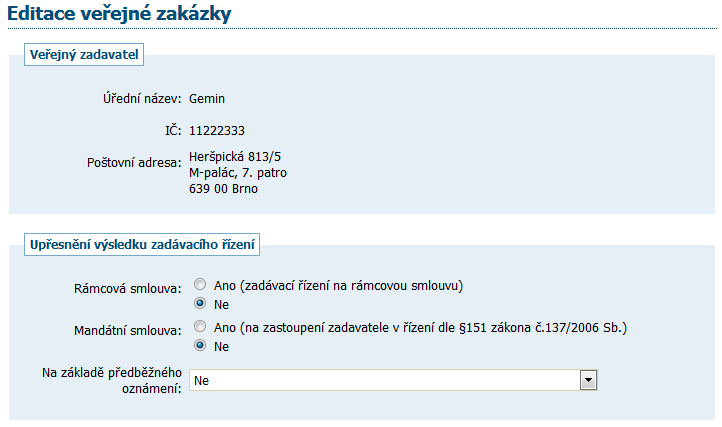 Editace veřejné zakázky
Veřejný zadavatel
Úřední název: Gemin
IČ: 11222333
Poštovní adresa: Heršpická 813/5
M-palác, 7. patro
639 00 Brno
Upřesnění výsledku zadávacího řízení
Rámcová smlouva: Ano (zadávací řízení na rámcovou smlouvu)
Ne
Mandátní smlouva: Ano (na zastoupení zadavatele v řízení dle §151 zákona č.137/2006 Sb.)
Ne
Na základě předběžného
oznámení: Ne